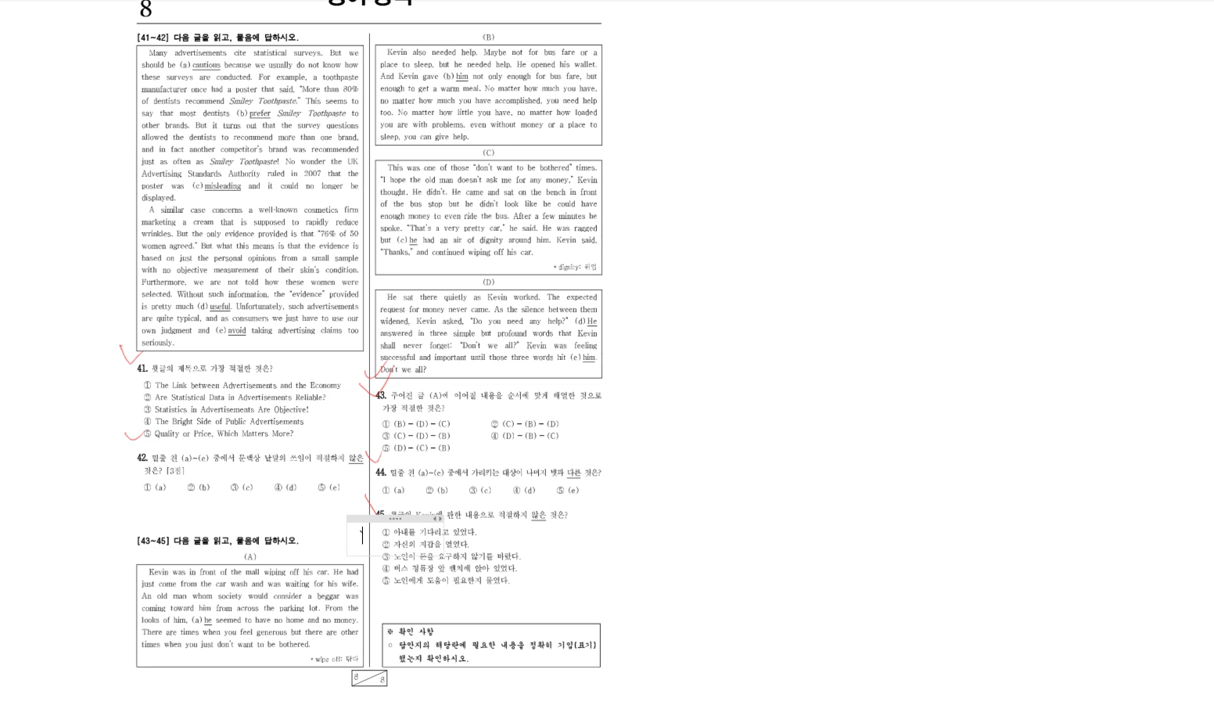 8
[41~42] 다음 글을 읽고, 물음에 답하시오.
Many advertisements cite statistical surveys. But we
should be (a) cautious because we usually do not know how
these surveys are conducted. For example, a toothpaste
manufacturer once had a poster that said, "More than 80%
of dentists recommend Smiley Toothpaste." This seems to
say that most dentists (b) prefer Smiley Toothpaste to
other brands. But it turns out that the survey questions
allowed the dentists to recommend more than one brand,
and in fact another competitor's brand was recommended
just as often as Smiley Toothpaste! No wonder the UK
Advertising Standards Authority ruled in 2007 that the
poster was (c) misleading and it could no longer be
displayed.
A similar case concerns a well-known cosmetics firm
marketing a cream that is supposed to rapidly reduce
wrinkles. But the only evidence provided is that "76% of 50
women agreed." But what this means is that the evidence is
based on just the personal opinions from a small sample
with no objective measurement of their skin's condition.
Furthermore, we are not told how these women were
selected. Without such information, the "evidence" provided
is pretty much (d) useful. Unfortunately, such advertisements
are quite typical, and as consumers we just have to use our
own judgment and (e) avoid taking advertising claims too
seriously.
41. 윗글의 제목으로 가장 적절한 것은?
① The Link between Advertisements and the Economy
② Are Statistical Data in Advertisements Reliable?
③ Statistics in Advertisements Are Objective!
④ The Bright Side of Public Advertisements
⑤ Quality or Price, Which Matters More?
42. 밑줄 친 (a)~(e) 중에서 문맥상 낱말의 쓰임이 적절하지 않은
것은? [3점]
① (a) ② (b) ③ (c) ④ (d) ⑤ (e)
[43~45] 다음 글을 읽고, 물음에 답하시오.
(A)
Kevin was in front of the mall wiping off his car. He had
just come from the car wash and was waiting for his wife.
An old man whom society would consider a beggar was
coming toward him from across the parking lot. From the
looks of him, (a) he seemed to have no home and no money.
There are times when you feel generous but there are other
times when you just don't want to be bothered.
* wipe off: 닦다
(B)
Kevin also needed help. Maybe not for bus fare or a
place to sleep, but he needed help. He opened his wallet.
And Kevin gave (b) him not only enough for bus fare, but
enough to get a warm meal. No matter how much you have,
no matter how much you have accomplished, you need help
too. No matter how little you have, no matter how loaded
you are with problems, even without money or a place to
sleep, you can give help.
(C)
This was one of those "don't want to be bothered" times.
"I hope the old man doesn't ask me for any money," Kevin
thought. He didn't. He came and sat on the bench in front
of the bus stop but he didn't look like he could have
enough money to even ride the bus. After a few minutes he
spoke. "That's a very pretty car," he said. He was ragged
but (c) he had an air of dignity around him. Kevin said,
"Thanks," and continued wiping off his car.
* dignity: 위엄
(D)
He sat there quietly as Kevin worked. The expected
request for money never came. As the silence between them
widened, Kevin asked, "Do you need any help?" (d) He
answered in three simple but profound words that Kevin
shall never forget: "Don't we all?" Kevin was feeling
successful and important until those three words hit (e) him.
Don't we all?
43. 주어진 글 (A)에 이어질 내용을 순서에 맞게 배열한 것으로
가장 적절한 것은?
① (B) - (D) - (C) ② (C) - (B) - (D)
③ (C) - (D) - (B) ④ (D) - (B) - (C)
⑤ (D) - (C) - (B)
44. 밑줄 친 (a)~(e) 중에서 가리키는 대상이 나머지 넷과 다른 것은?
① (a) ② (b) ③ (c) ④ (d) ⑤ (e)
45. 윗글의 Kevin에 관한 내용으로 적절하지 않은 것은?
① 아내를 기다리고 있었다.
② 자신의 지갑을 열었다.
③ 노인이 돈을 요구하지 않기를 바랐다.
④ 버스 정류장 앞 벤치에 앉아 있었다.
⑤ 노인에게 도움이 필요한지 물었다.
※ 확인 사항
○ 답안지의 해당란에 필요한 내용을 정확히 기입(표기)
했는지 확인하시오.
8
8